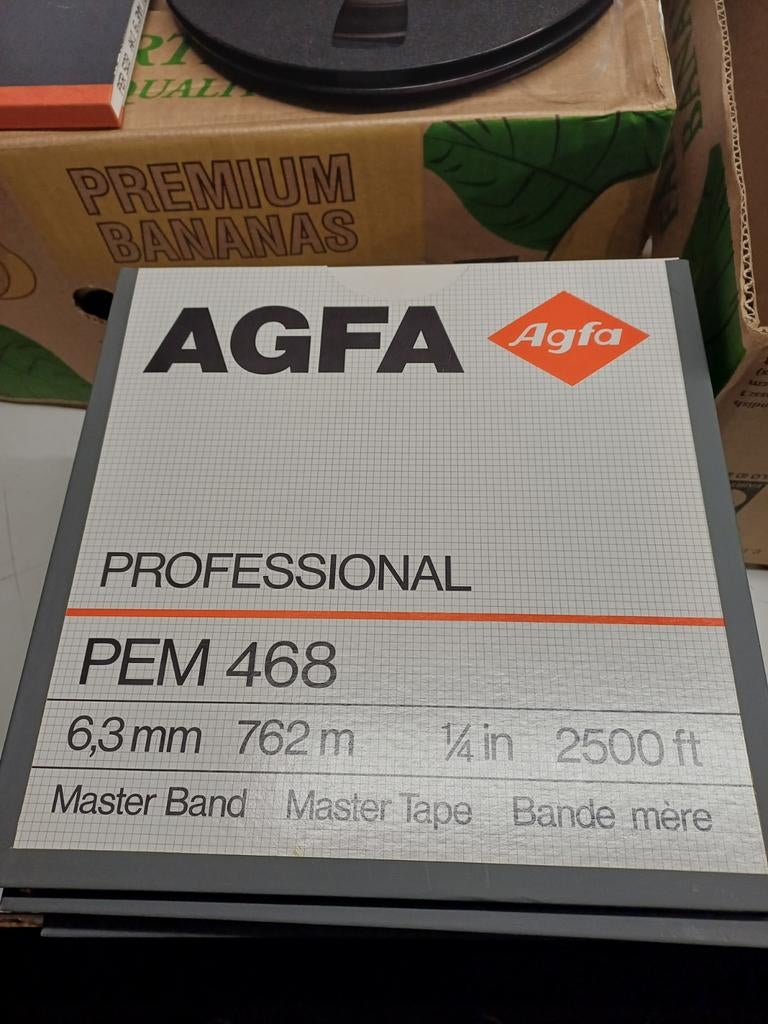 PREMIUM
BANANAS
AGFA Agfa
PROFESSIONAL
PEM 468
6,3 mm 762 m ¼ in 2500 ft
Master Band Master Tape Bande mère